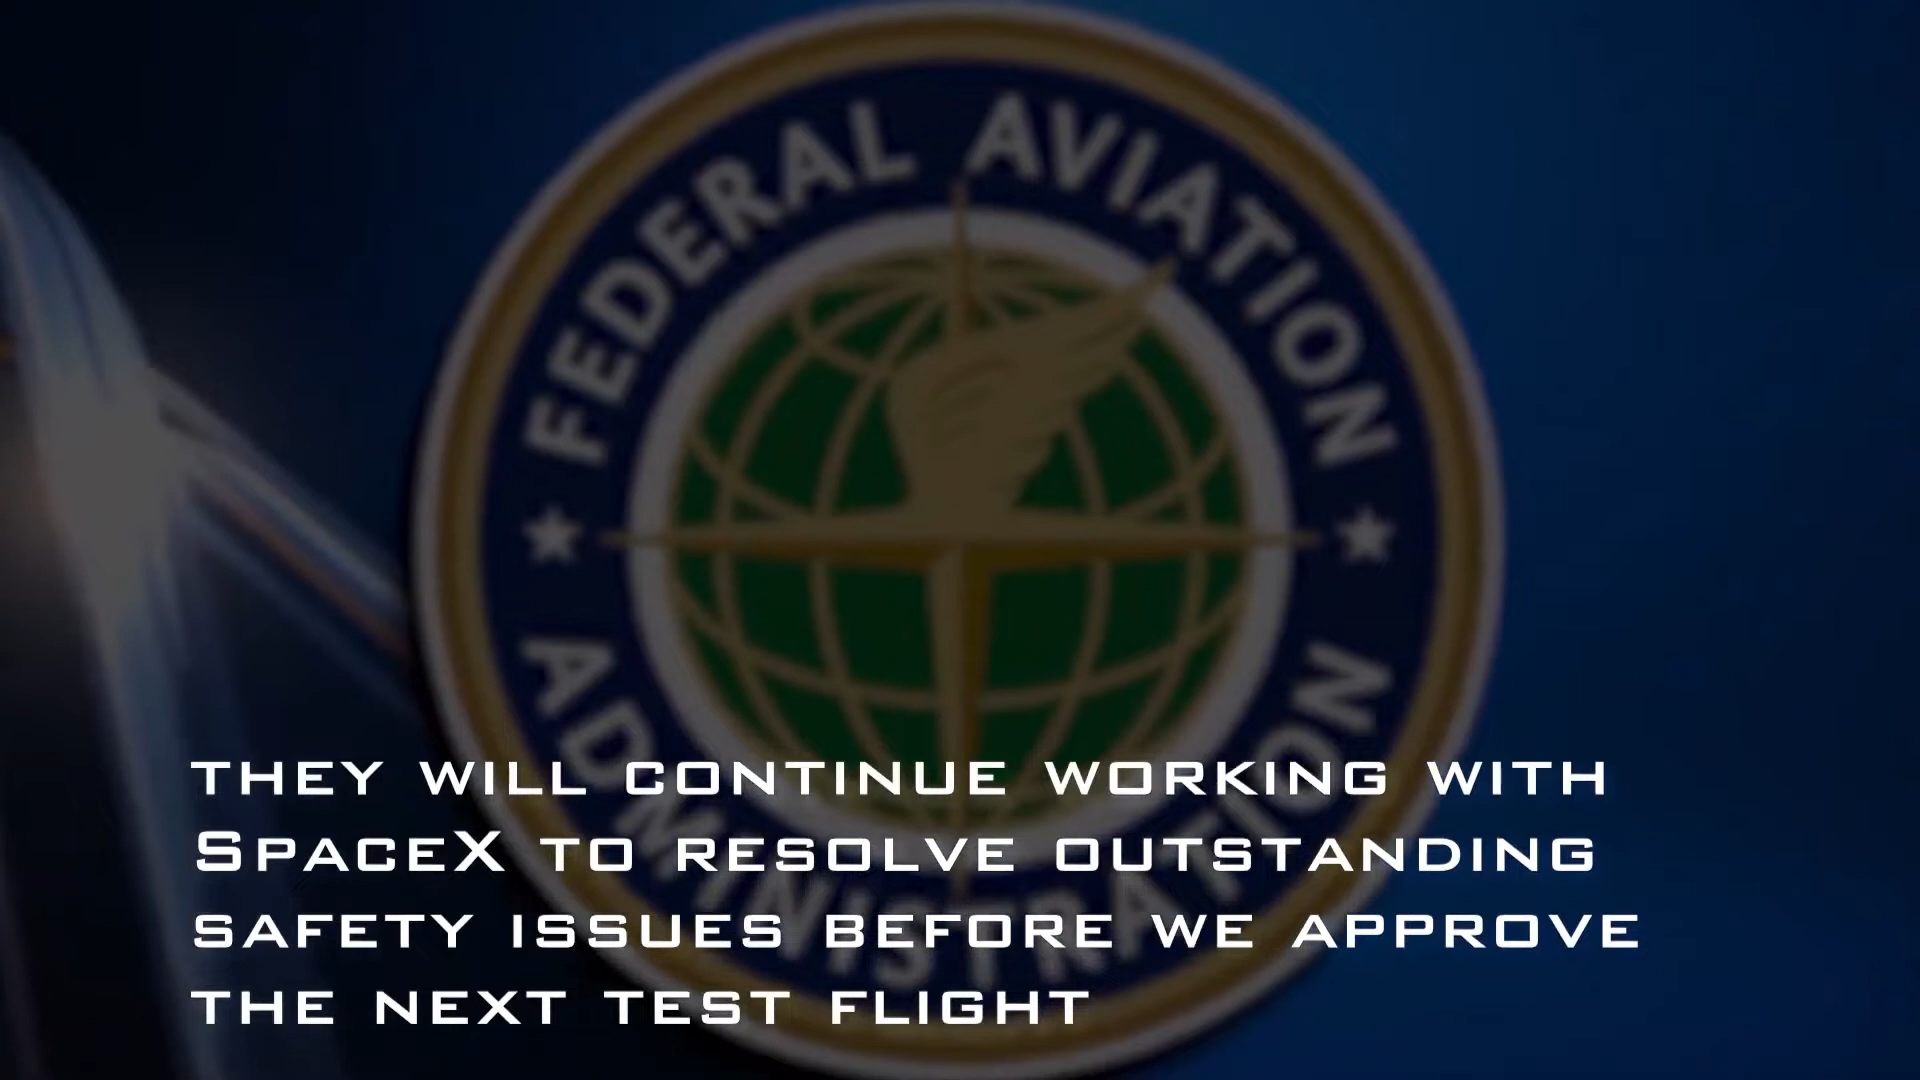 FEDERAL AVIATION
ADMINISTRATION
THEY WILL CONTINUE WORKING WITH
SPACEX TO RESOLVE OUTSTANDING
SAFETY ISSUES BEFORE WE APPROVE
THE NEXT TEST FLIGHT